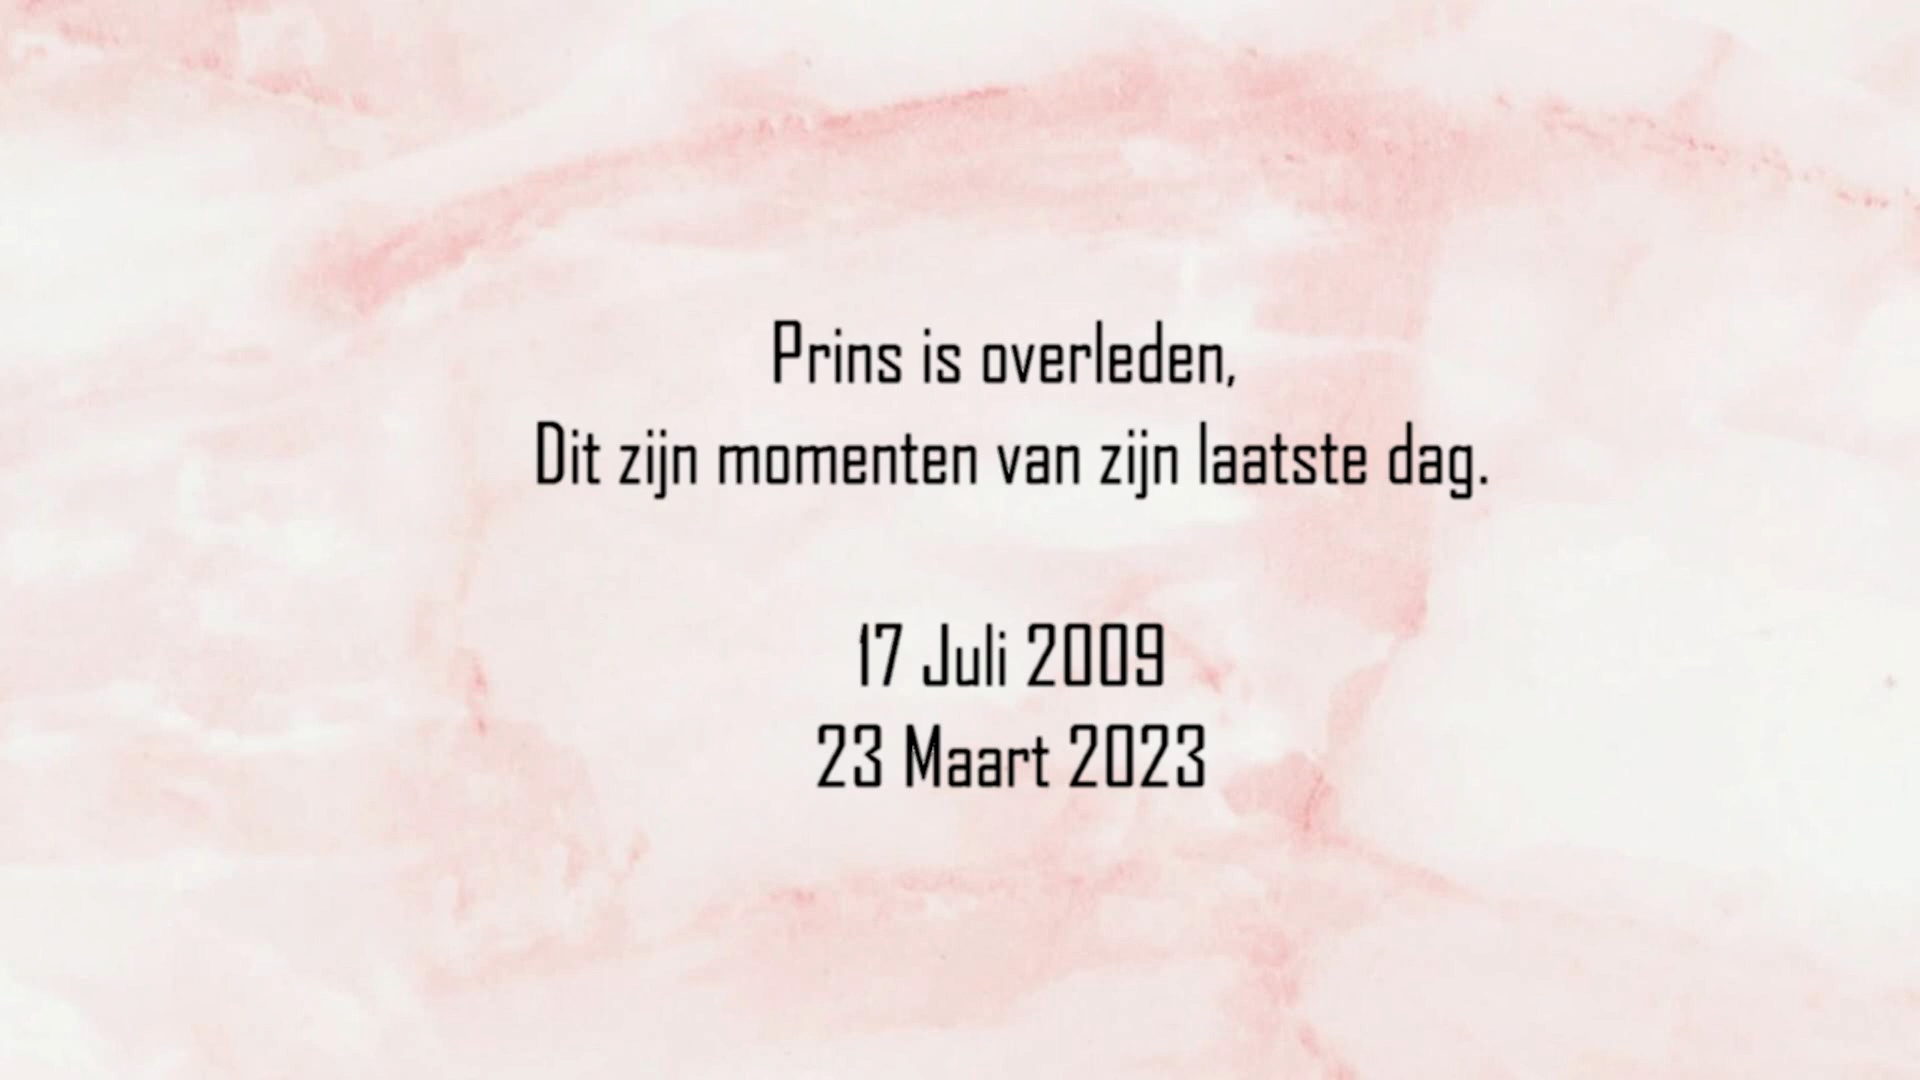 Prins is overleden,
Dit zijn momenten van zijn laatste dag.
17 Juli 2009
23 Maart 2023